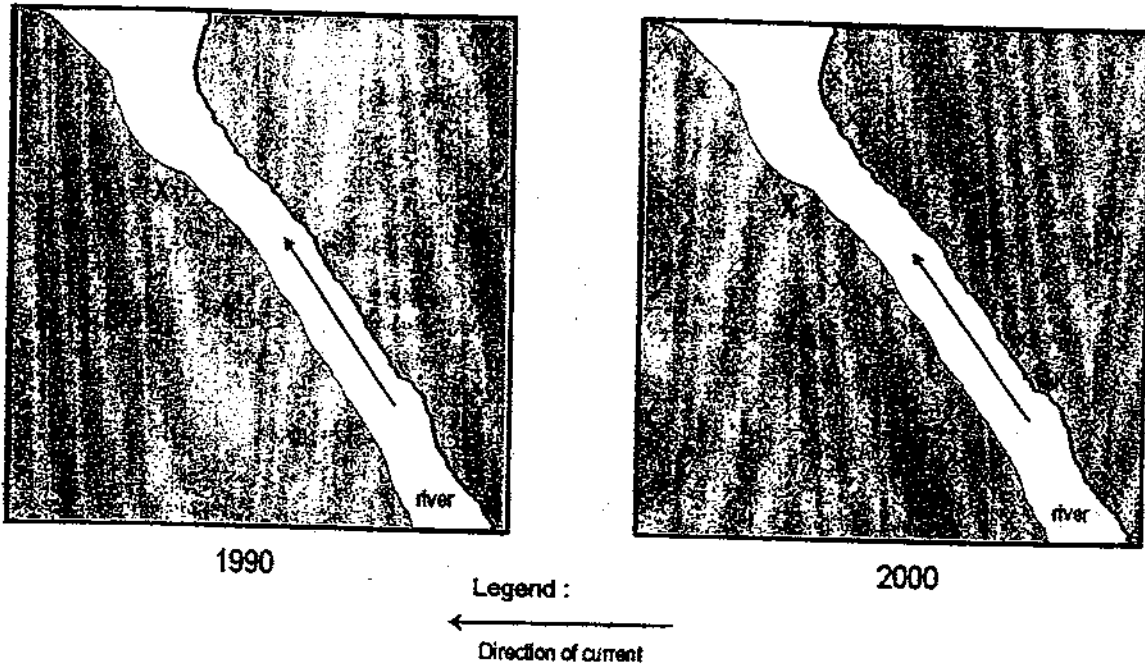 X
X
X
X
X
river
river
1990
2000
Legend :
Direction of current